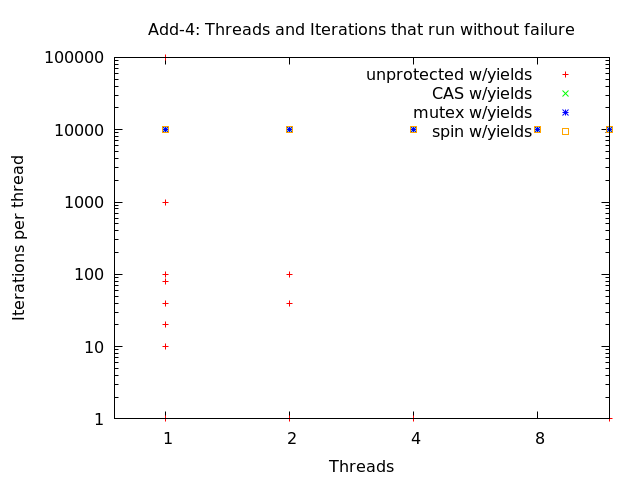 Add-4: Threads and Iterations that run without failure
100000
10000
1000
100
10
1
Iterations per thread
unprotected w/yields
CAS w/yields
mutex w/yields
spin w/yields
1 2 4 8
Threads